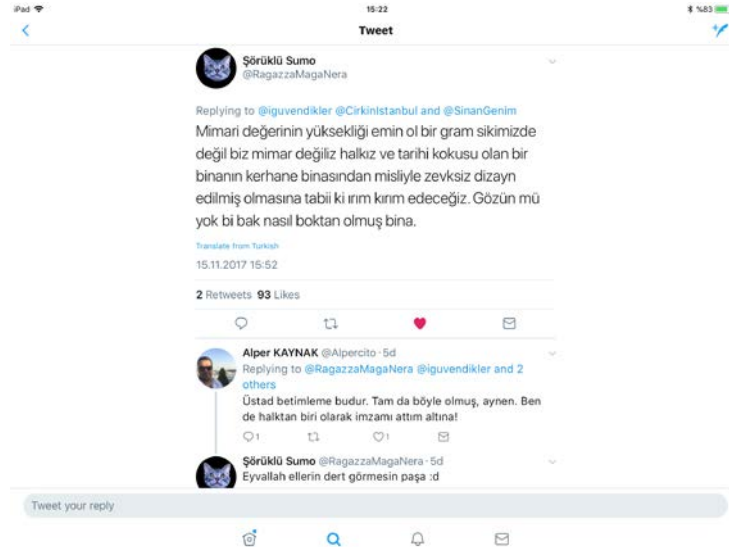 iPad 15:22 %83
Tweet
Şörüklü Sumo
@RagazzaMagaNera
Replying to @iguvendikler @CirkinIstanbul and @SinanGenim
Mimari değerinin yüksekliği emin ol bir gram sikimizde
değil biz mimar değiliz halkız ve tarihi kokusu olan bir
binanın kerhane binasından misliyle zevksiz dizayn
edilmiş olmasına tabii ki ırım kırım edeceğiz. Gözün mü
yok bi bak nasıl boktan olmuş bina.
Translate from Turkish
15.11.2017 15:52
2 Retweets 93 Likes
Alper KAYNAK @Alpercito · 5d
Replying to @RagazzaMagaNera @iguvendikler and 2
others
Üstad betimleme budur. Tam da böyle olmuş, aynen. Ben
de halktan biri olarak imzamı attım altına!
1 1
Şörüklü Sumo @RagazzaMagaNera · 5d
Eyvallah ellerin dert görmesin paşa :d
Tweet your reply